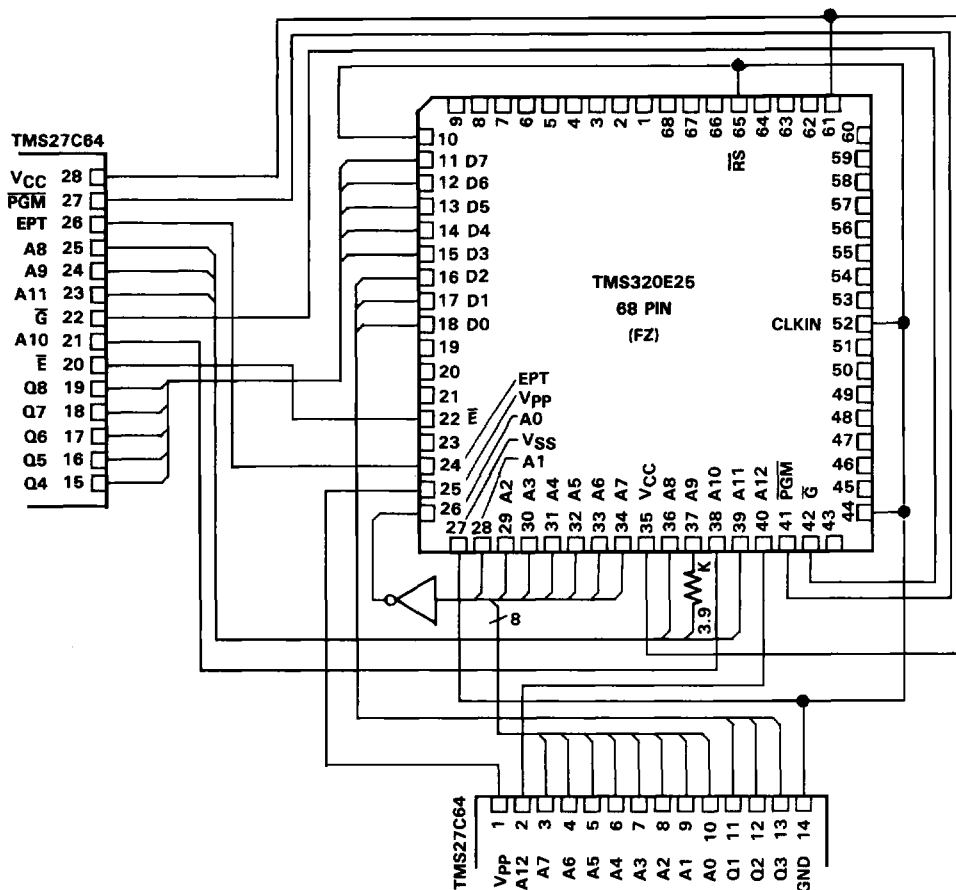 9 8 7 6 5 4 3 2 1 68 67 66 65 64 63 62 61
R̅S̅
TMS27C64
VCC 28
P̅G̅M̅ 27
EPT 26
A8 25
A9 24
A11 23
G̅ 22
A10 21
E̅ 20
Q8 19
Q7 18
Q6 17
Q5 16
Q4 15
10
11 D7
12 D6
13 D5
14 D4
15 D3
16 D2
17 D1
18 D0
19
20
21
22 E̅
23
24
25
26
EPT
VPP
A0
VSS
A1
TMS320E25
68 PIN
(FZ)
60
59
58
57
56
55
54
53
CLKIN 52
51
50
49
48
47
46
45
44
A2 A3 A4 A5 A6 A7 VCC A8 A9 A10 A11 A12 P̅G̅M̅ G̅
27 28 29 30 31 32 33 34 35 36 37 38 39 40 41 42 43
3.9 K
8
TMS27C64
1 2 3 4 5 6 7 8 9 10 11 12 13 14
VPP A12 A7 A6 A5 A4 A3 A2 A1 A0 Q1 Q2 Q3 GND